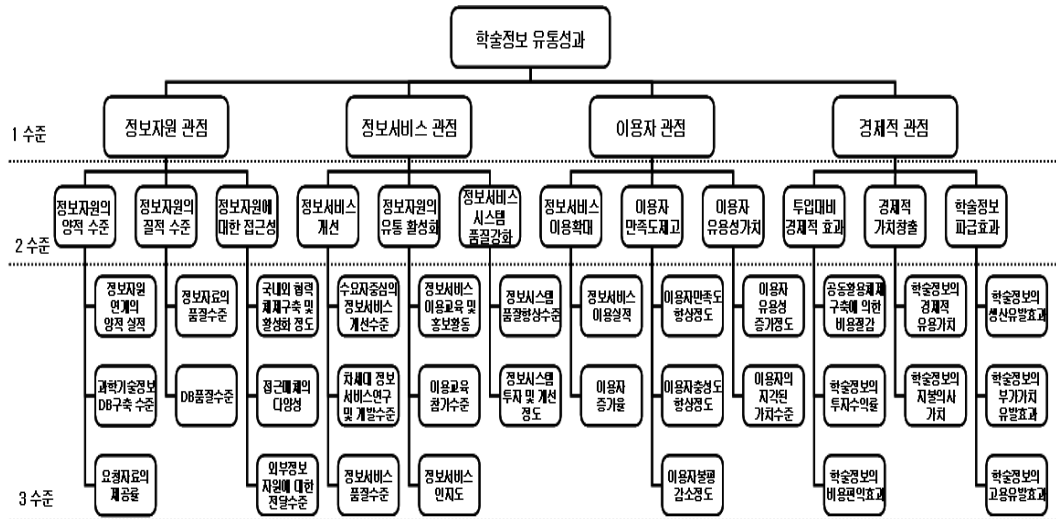 학술정보 유통성과
1 수준
정보자원 관점
정보서비스 관점
이용자 관점
경제적 관점
2 수준
정보자원의
양적 수준
정보자원의
질적 수준
정보자원에
대한 접근성
정보서비스
개선
정보자원의
유통 활성화
정보서비스
시스템
품질강화
정보서비스
이용확대
이용자
만족도제고
이용자
유용성가치
투입대비
경제적 효과
경제적
가치창출
학술정보
파급효과
3 수준
정보자원
연계의
양적 실적
정보자료의
품질수준
국내외 협력
체제구축 및
활성화 정도
수요자중심의
정보서비스
개선수준
정보서비스
이용교육 및
홍보활동
정보시스템
품질향상수준
정보서비스
이용실적
이용자만족도
향상정도
이용자
유용성
증가정도
공동활용체제
구축에 의한
비용절감
학술정보의
경제적
유용가치
학술정보의
생산유발효과
과학기술정보
DB구축 수준
DB품질수준
접근매체의
다양성
차세대 정보
서비스연구
및 개발수준
이용교육
참가수준
정보시스템
투자 및 개선
정도
이용자
증가율
이용자충성도
향상정도
이용자의
지각된
가치수준
학술정보의
투자수익률
학술정보의
지불의사
가치
학술정보의
부가가치
유발효과
요청자료의
제공률
외부정보
자원에 대한
전달수준
정보서비스
품질수준
정보서비스
인지도
이용자불평
감소정도
학술정보의
비용편익효과
학술정보의
고용유발효과